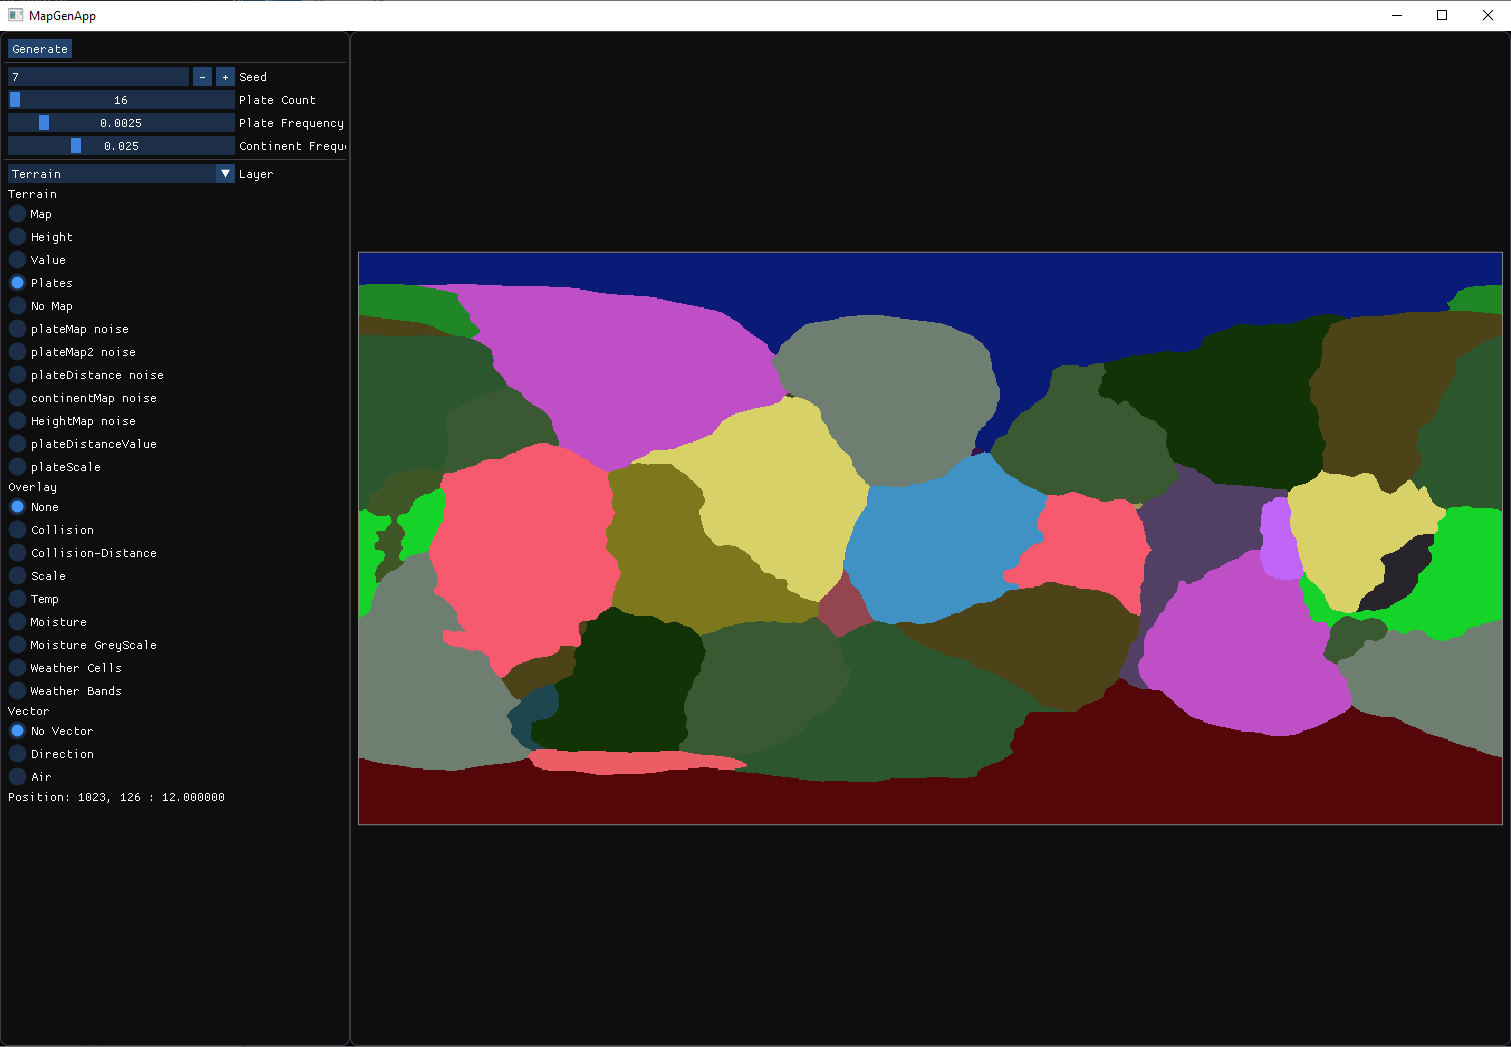 MapGenApp
Generate
7 - + Seed
16 Plate Count
0.0025 Plate Frequency
0.025 Continent Frequ
Terrain Layer
Terrain
Map
Height
Value
Plates
No Map
plateMap noise
plateMap2 noise
plateDistance noise
continentMap noise
HeightMap noise
plateDistanceValue
plateScale
Overlay
None
Collision
Collision-Distance
Scale
Temp
Moisture
Moisture GreyScale
Weather Cells
Weather Bands
Vector
No Vector
Direction
Air
Position: 1023, 126 : 12.000000